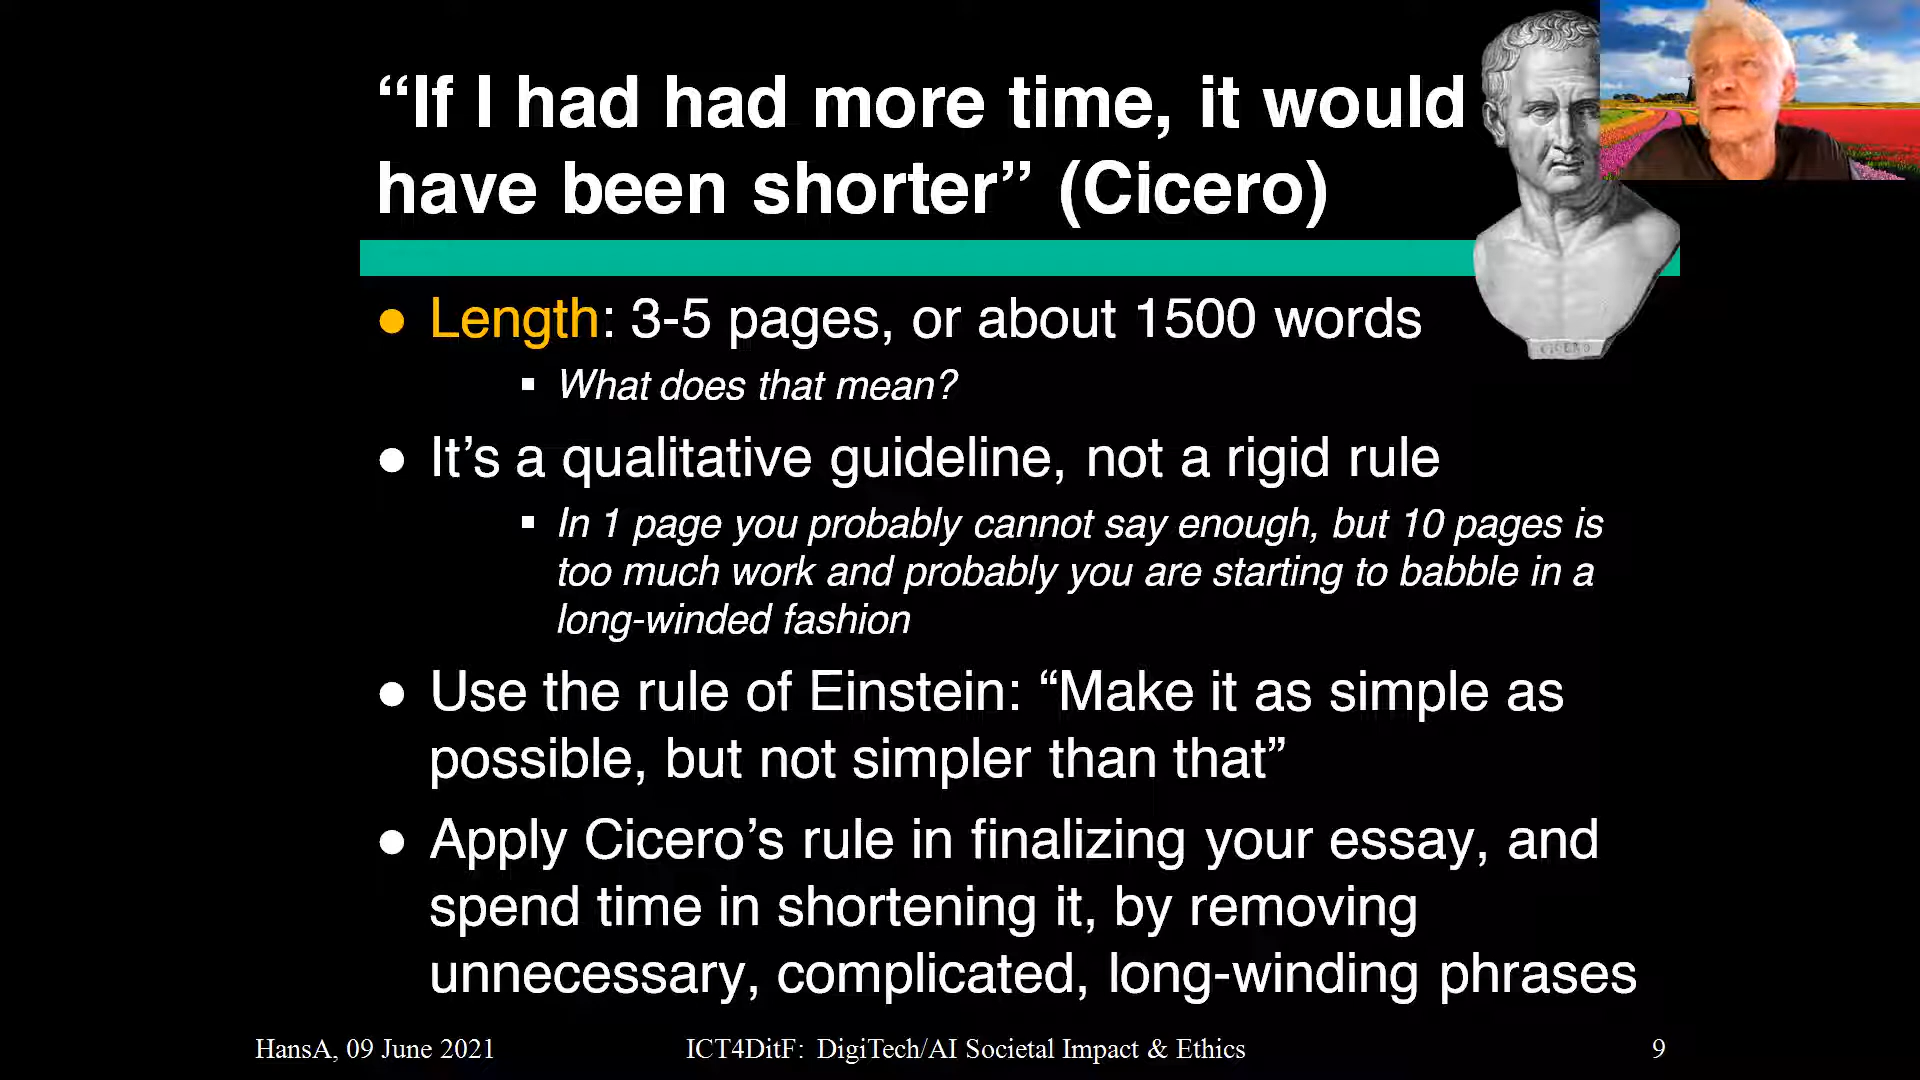 “If I had had more time, it would
have been shorter” (Cicero)
● Length: 3-5 pages, or about 1500 words
▪ What does that mean?
● It’s a qualitative guideline, not a rigid rule
▪ In 1 page you probably cannot say enough, but 10 pages is
too much work and probably you are starting to babble in a
long-winded fashion
● Use the rule of Einstein: “Make it as simple as
possible, but not simpler than that”
● Apply Cicero’s rule in finalizing your essay, and
spend time in shortening it, by removing
unnecessary, complicated, long-winding phrases
CICERO
HansA, 09 June 2021
ICT4DitF: DigiTech/AI Societal Impact & Ethics
9